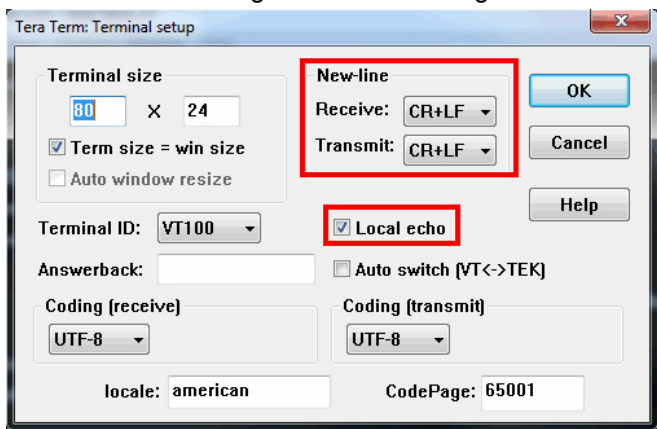 Tera Term: Terminal setup
Terminal size
80 X 24
Term size = win size
Auto window resize
New-line
Receive: CR+LF
Transmit: CR+LF
OK
Cancel
Help
Terminal ID: VT100
Local echo
Answerback:
Auto switch (VT<->TEK)
Coding (receive)
UTF-8
Coding (transmit)
UTF-8
locale: american
CodePage: 65001